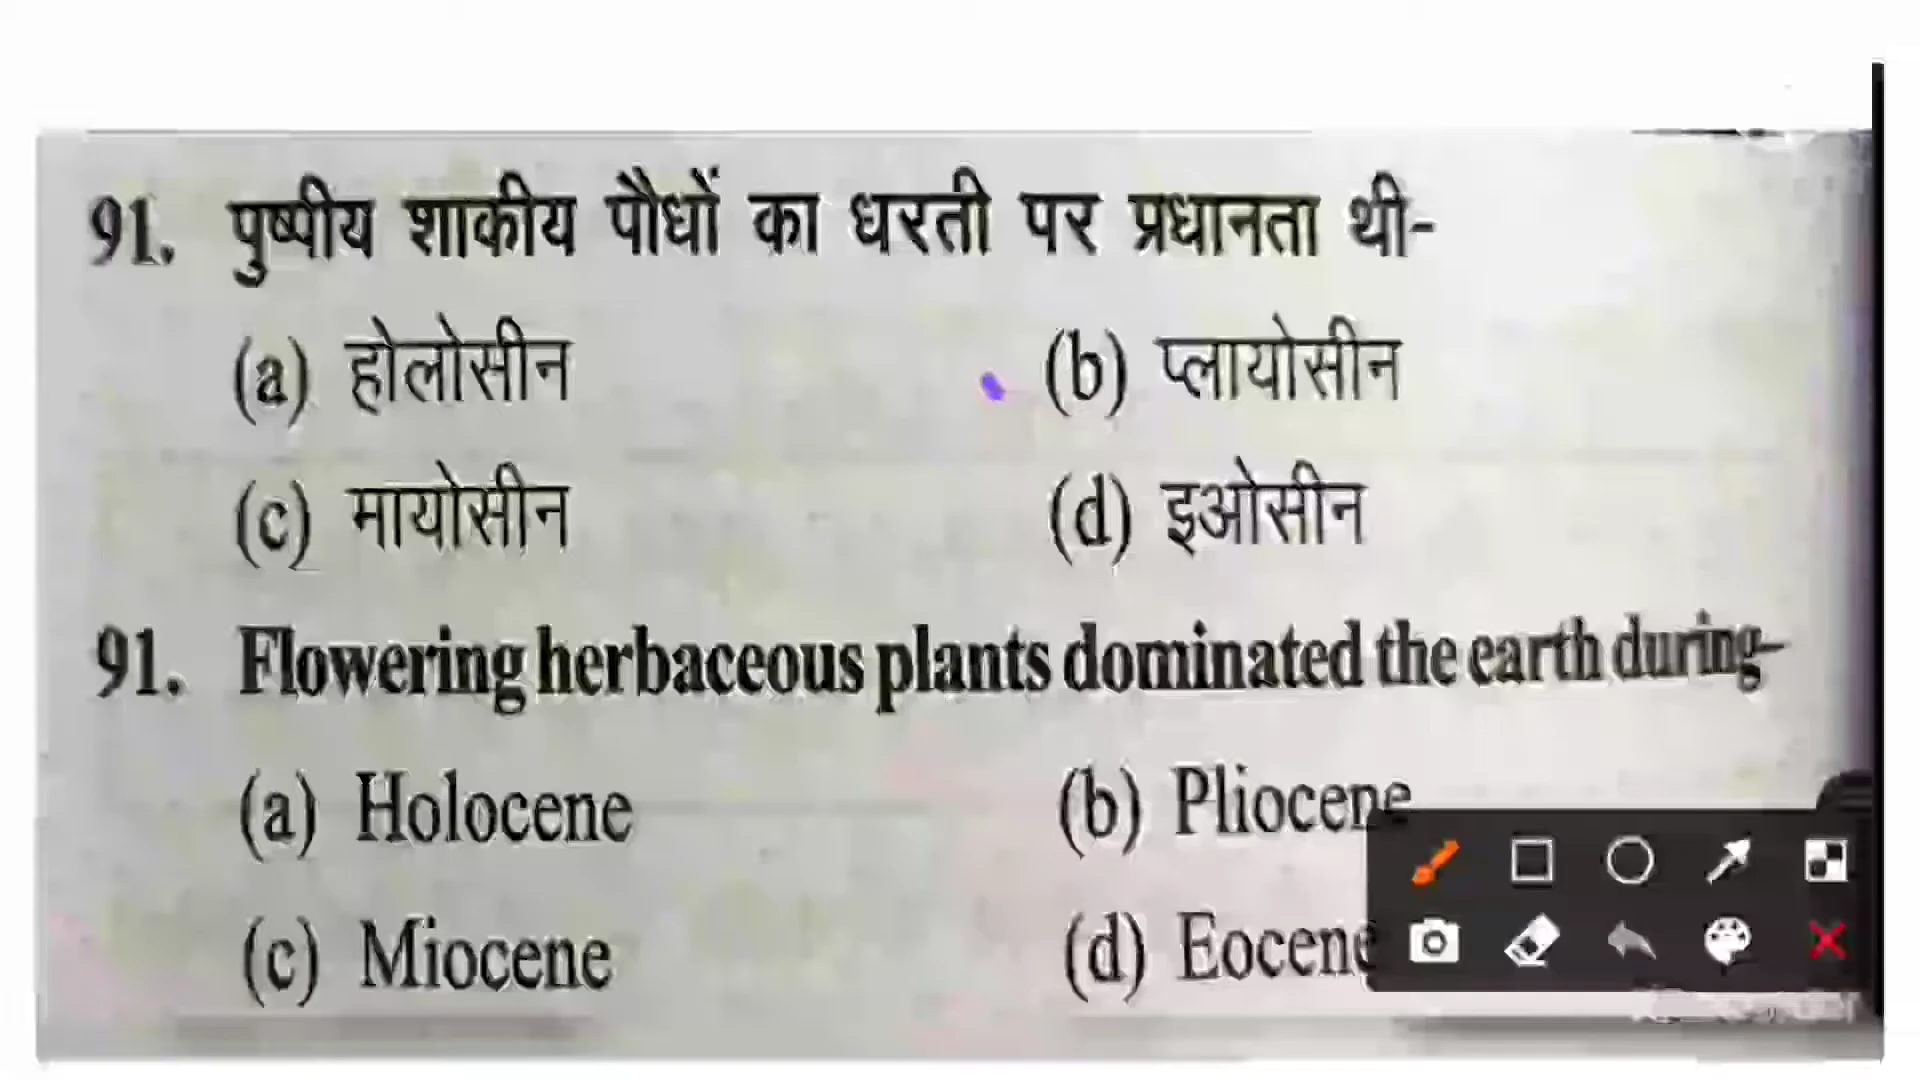 91. पुष्पीय शाकीय पौधों का धरती पर प्रधानता थी-
(a) होलोसीन (b) प्लायोसीन
(c) मायोसीन (d) इओसीन
91. Flowering herbaceous plants dominated the earth during-
(a) Holocene (b) Pliocene
(c) Miocene (d) Eocene